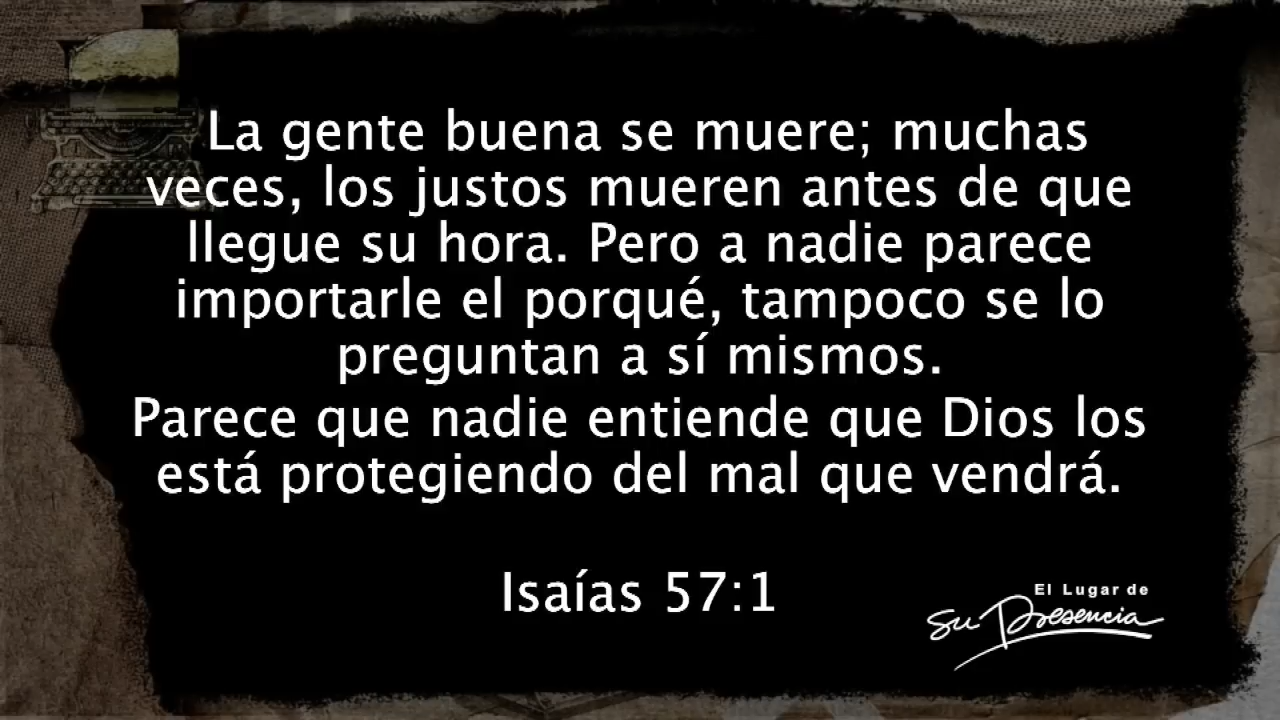 La gente buena se muere; muchas
veces, los justos mueren antes de que
llegue su hora. Pero a nadie parece
importarle el porqué, tampoco se lo
preguntan a sí mismos.
Parece que nadie entiende que Dios los
está protegiendo del mal que vendrá.
Isaías 57:1
El Lugar de
Su Presencia